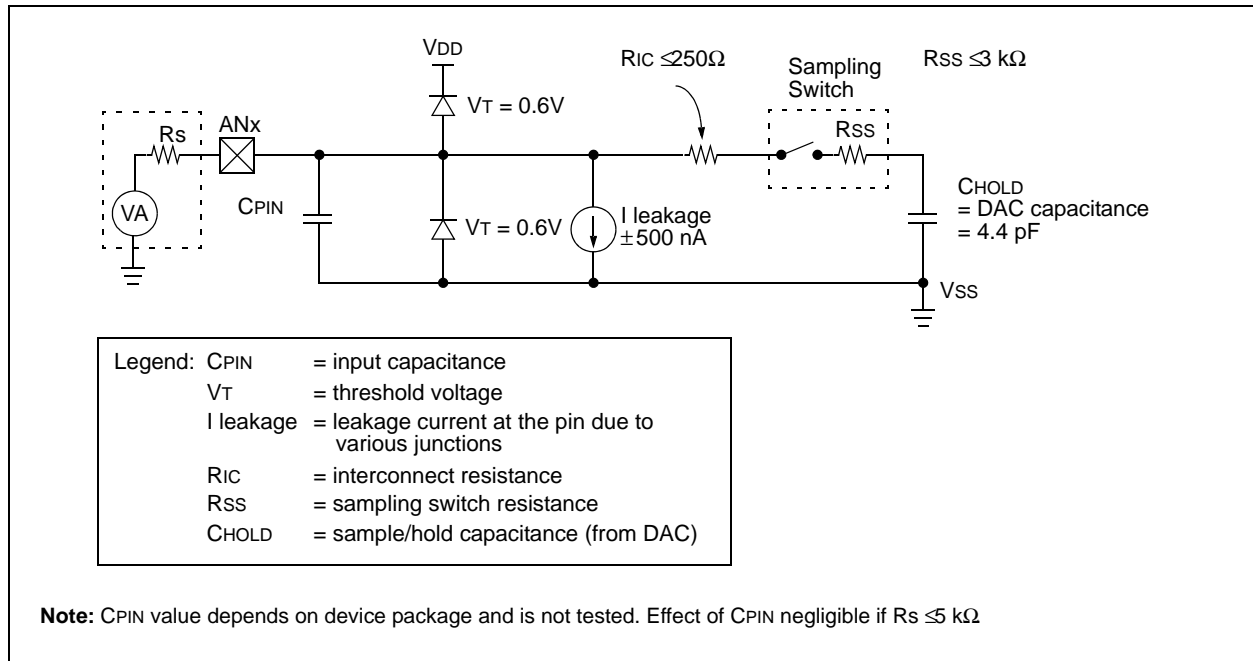 VDD
RIC ≤250Ω
Sampling
Switch
RSS ≤3 kΩ
VT = 0.6V
Rs
ANx
RSS
VA
CPIN
VT = 0.6V
I leakage
±500 nA
CHOLD
= DAC capacitance
= 4.4 pF
VSS
Legend: CPIN = input capacitance
VT = threshold voltage
I leakage = leakage current at the pin due to
various junctions
RIC = interconnect resistance
RSS = sampling switch resistance
CHOLD = sample/hold capacitance (from DAC)
Note: CPIN value depends on device package and is not tested. Effect of CPIN negligible if Rs ≤5 kΩ